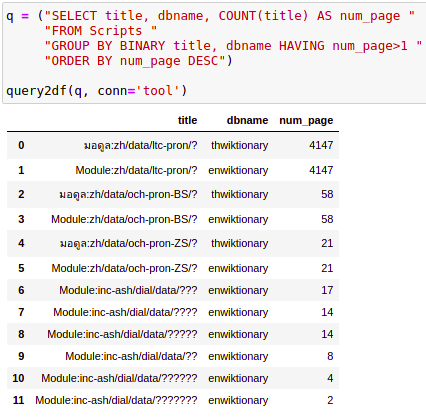 q = ("SELECT title, dbname, COUNT(title) AS num_page "
"FROM Scripts "
"GROUP BY BINARY title, dbname HAVING num_page>1 "
"ORDER BY num_page DESC")
query2df(q, conn='tool')
title dbname num_page
0 มอดูล:zh/data/ltc-pron/? thwiktionary 4147
1 Module:zh/data/ltc-pron/? enwiktionary 4147
2 มอดูล:zh/data/och-pron-BS/? thwiktionary 58
3 Module:zh/data/och-pron-BS/? enwiktionary 58
4 มอดูล:zh/data/och-pron-ZS/? thwiktionary 21
5 Module:zh/data/och-pron-ZS/? enwiktionary 21
6 Module:inc-ash/dial/data/??? enwiktionary 17
7 Module:inc-ash/dial/data/???? enwiktionary 14
8 Module:inc-ash/dial/data/????? enwiktionary 14
9 Module:inc-ash/dial/data/?? enwiktionary 8
10 Module:inc-ash/dial/data/?????? enwiktionary 4
11 Module:inc-ash/dial/data/??????? enwiktionary 2